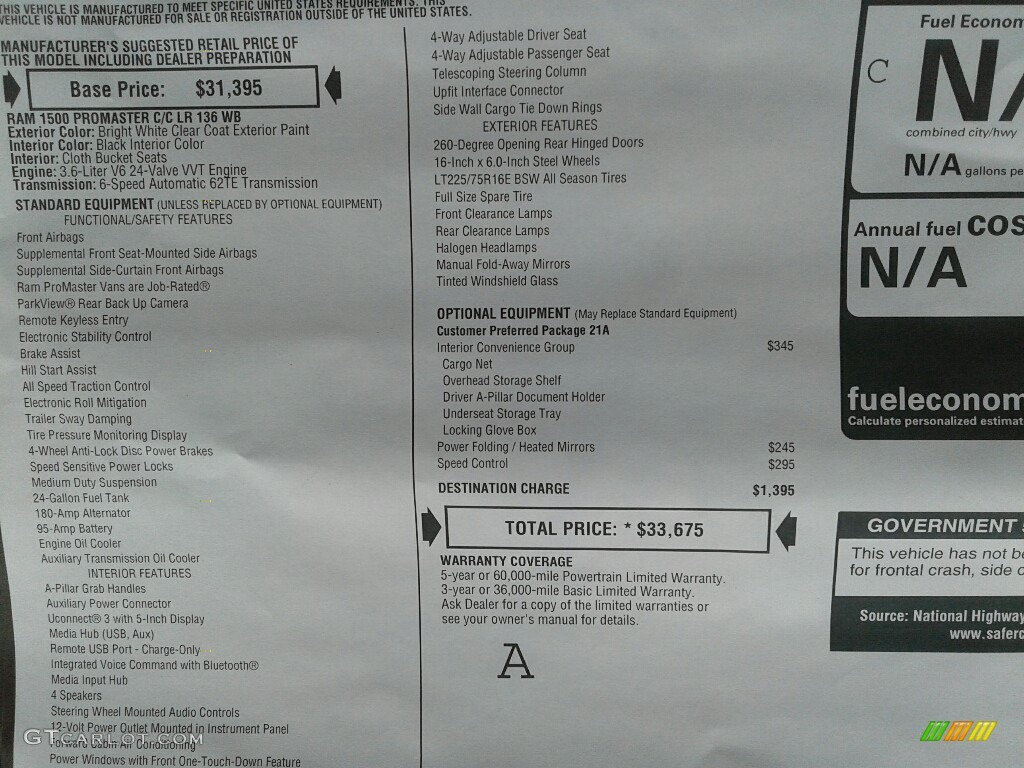 THIS VEHICLE IS MANUFACTURED TO MEET SPECIFIC UNITED STATES REQUIREMENTS. THIS
VEHICLE IS NOT MANUFACTURED FOR SALE OR REGISTRATION OUTSIDE OF THE UNITED STATES.
MANUFACTURER'S SUGGESTED RETAIL PRICE OF
THIS MODEL INCLUDING DEALER PREPARATION
Base Price: $31,395
RAM 1500 PROMASTER C/C LR 136 WB
Exterior Color: Bright White Clear Coat Exterior Paint
Interior Color: Black Interior Color
Interior: Cloth Bucket Seats
Engine: 3.6-Liter V6 24-Valve VVT Engine
Transmission: 6-Speed Automatic 62TE Transmission
STANDARD EQUIPMENT (UNLESS REPLACED BY OPTIONAL EQUIPMENT)
FUNCTIONAL/SAFETY FEATURES
Front Airbags
Supplemental Front Seat-Mounted Side Airbags
Supplemental Side-Curtain Front Airbags
Ram ProMaster Vans are Job-Rated®
ParkView® Rear Back Up Camera
Remote Keyless Entry
Electronic Stability Control
Brake Assist
Hill Start Assist
All Speed Traction Control
Electronic Roll Mitigation
Trailer Sway Damping
Tire Pressure Monitoring Display
4-Wheel Anti-Lock Disc Power Brakes
Speed Sensitive Power Locks
Medium Duty Suspension
24-Gallon Fuel Tank
180-Amp Alternator
95-Amp Battery
Engine Oil Cooler
Auxiliary Transmission Oil Cooler
INTERIOR FEATURES
A-Pillar Grab Handles
Auxiliary Power Connector
Uconnect® 3 with 5-Inch Display
Media Hub (USB, Aux)
Remote USB Port - Charge-Only
Integrated Voice Command with Bluetooth®
Media Input Hub
4 Speakers
Steering Wheel Mounted Audio Controls
12-Volt Power Outlet Mounted in Instrument Panel
Forward Cabin Air Conditioning
Power Windows with Front One-Touch-Down Feature
4-Way Adjustable Driver Seat
4-Way Adjustable Passenger Seat
Telescoping Steering Column
Upfit Interface Connector
Side Wall Cargo Tie Down Rings
EXTERIOR FEATURES
260-Degree Opening Rear Hinged Doors
16-Inch x 6.0-Inch Steel Wheels
LT225/75R16E BSW All Season Tires
Full Size Spare Tire
Front Clearance Lamps
Rear Clearance Lamps
Halogen Headlamps
Manual Fold-Away Mirrors
Tinted Windshield Glass
OPTIONAL EQUIPMENT (May Replace Standard Equipment)
Customer Preferred Package 21A
Interior Convenience Group $345
Cargo Net
Overhead Storage Shelf
Driver A-Pillar Document Holder
Underseat Storage Tray
Locking Glove Box
Power Folding / Heated Mirrors $245
Speed Control $295
DESTINATION CHARGE $1,395
TOTAL PRICE: * $33,675
WARRANTY COVERAGE
5-year or 60,000-mile Powertrain Limited Warranty.
3-year or 36,000-mile Basic Limited Warranty.
Ask Dealer for a copy of the limited warranties or
see your owner's manual for details.
A
Fuel Econom
C N/
combined city/hwy
N/A gallons pe
Annual fuel COS
N/A
fueleconom
Calculate personalized estimat
GOVERNMENT
This vehicle has not be
for frontal crash, side c
Source: National Highway
www.saferc
GTcarlot.com